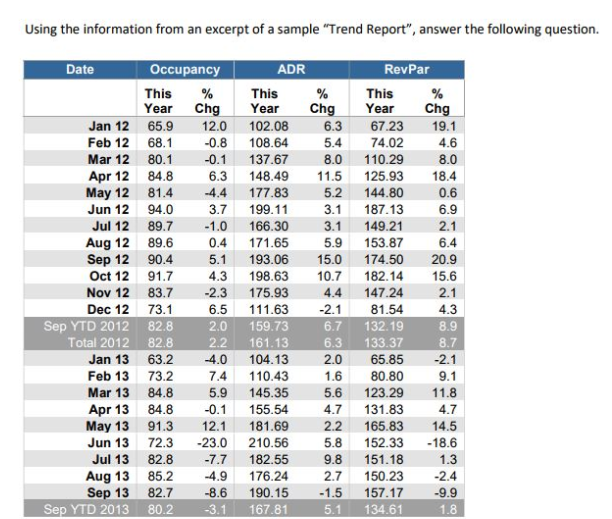 Using the information from an excerpt of a sample “Trend Report”, answer the following question.
Date Occupancy ADR RevPar
This Year % Chg This Year % Chg This Year % Chg
Jan 12 65.9 12.0 102.08 6.3 67.23 19.1
Feb 12 68.1 -0.8 108.64 5.4 74.02 4.6
Mar 12 80.1 -0.1 137.67 8.0 110.29 8.0
Apr 12 84.8 6.3 148.49 11.5 125.93 18.4
May 12 81.4 -4.4 177.83 5.2 144.80 0.6
Jun 12 94.0 3.7 199.11 3.1 187.13 6.9
Jul 12 89.7 -1.0 166.30 3.1 149.21 2.1
Aug 12 89.6 0.4 171.65 5.9 153.87 6.4
Sep 12 90.4 5.1 193.06 15.0 174.50 20.9
Oct 12 91.7 4.3 198.63 10.7 182.14 15.6
Nov 12 83.7 -2.3 175.93 4.4 147.24 2.1
Dec 12 73.1 6.5 111.63 -2.1 81.54 4.3
Sep YTD 2012 82.8 2.0 159.73 6.7 132.19 8.9
Total 2012 82.8 2.2 161.13 6.3 133.37 8.7
Jan 13 63.2 -4.0 104.13 2.0 65.85 -2.1
Feb 13 73.2 7.4 110.43 1.6 80.80 9.1
Mar 13 84.8 5.9 145.35 5.6 123.29 11.8
Apr 13 84.8 -0.1 155.54 4.7 131.83 4.7
May 13 91.3 12.1 181.69 2.2 165.83 14.5
Jun 13 72.3 -23.0 210.56 5.8 152.33 -18.6
Jul 13 82.8 -7.7 182.55 9.8 151.18 1.3
Aug 13 85.2 -4.9 176.24 2.7 150.23 -2.4
Sep 13 82.7 -8.6 190.15 -1.5 157.17 -9.9
Sep YTD 2013 80.2 -3.1 167.81 5.1 134.61 1.8